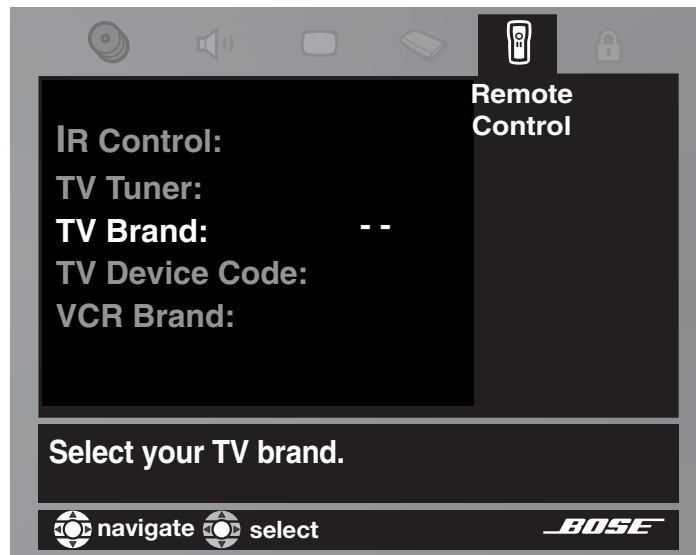 Remote
Control
IR Control:
TV Tuner:
TV Brand: - -
TV Device Code:
VCR Brand:
Select your TV brand.
navigate select BOSE